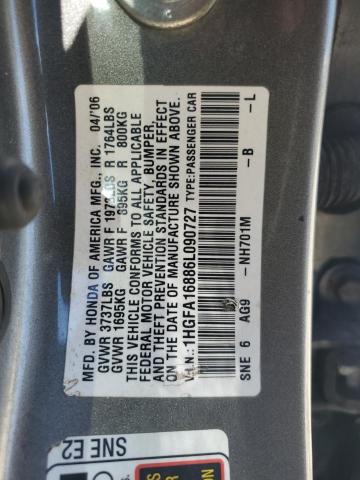 MFD. BY HONDA OF AMERICA MFG., INC. 04/'06
GVWR 3737LBS GAWR F 1973LBS R 1764LBS
GVWR 1695KG GAWR F 895KG R 800KG
THIS VEHICLE CONFORMS TO ALL APPLICABLE
FEDERAL MOTOR VEHICLE SAFETY, BUMPER,
AND THEFT PREVENTION STANDARDS IN EFFECT
ON THE DATE OF MANUFACTURE SHOWN ABOVE.
V.I.N.: 1HGFA16886L090727 TYPE:PASSENGER CAR
SNE 6 AG9 - NH701M - B - L
SNE E2